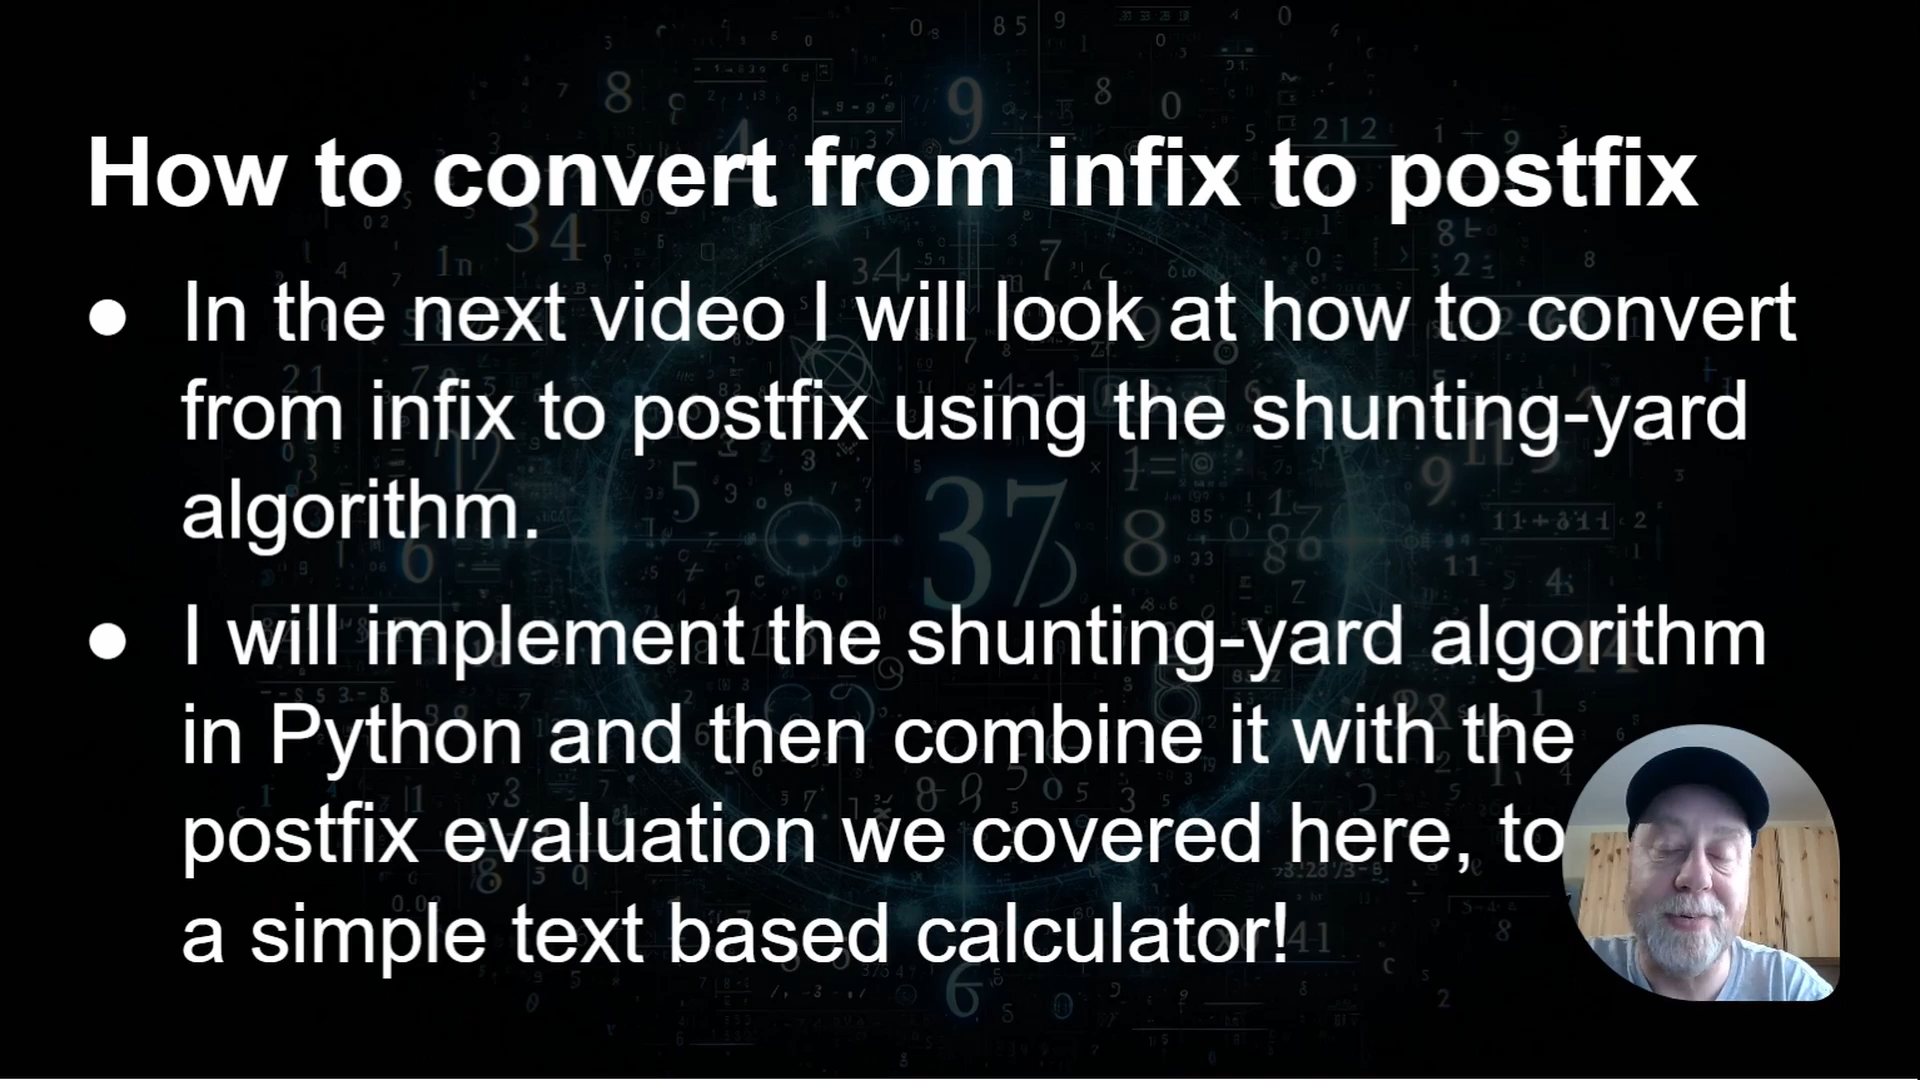 How to convert from infix to postfix
● In the next video I will look at how to convert
from infix to postfix using the shunting-yard
algorithm.
● I will implement the shunting-yard algorithm
in Python and then combine it with the
postfix evaluation we covered here, to
a simple text based calculator!